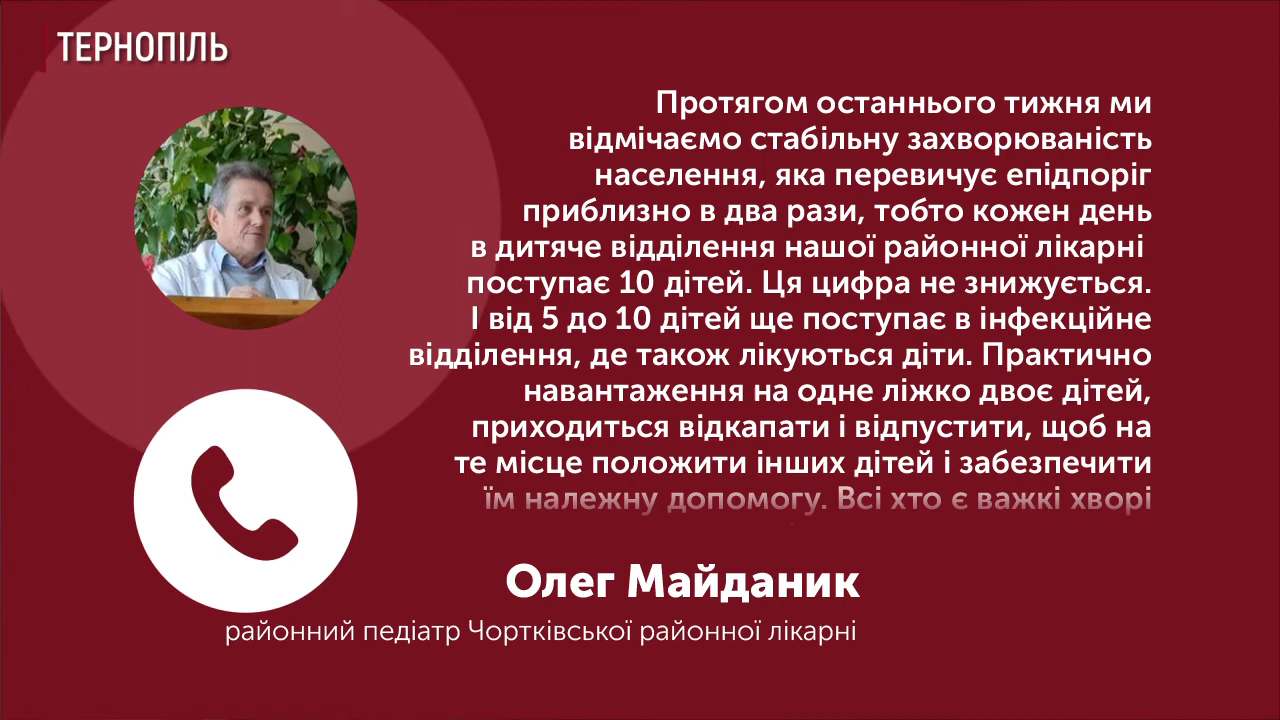 ТЕРНОПІЛЬ
Протягом останнього тижня ми
відмічаємо стабільну захворюваність
населення, яка перевичує епідпоріг
приблизно в два рази, тобто кожен день
в дитяче відділення нашої районної лікарні
поступає 10 дітей. Ця цифра не знижується.
І від 5 до 10 дітей ще поступає в інфекційне
відділення, де також лікуються діти. Практично
навантаження на одне ліжко двоє дітей,
приходиться відкапати і відпустити, щоб на
те місце положити інших дітей і забезпечити
їм належну допомогу. Всі хто є важкі хворі
Олег Майданик
районний педіатр Чортківської районної лікарні